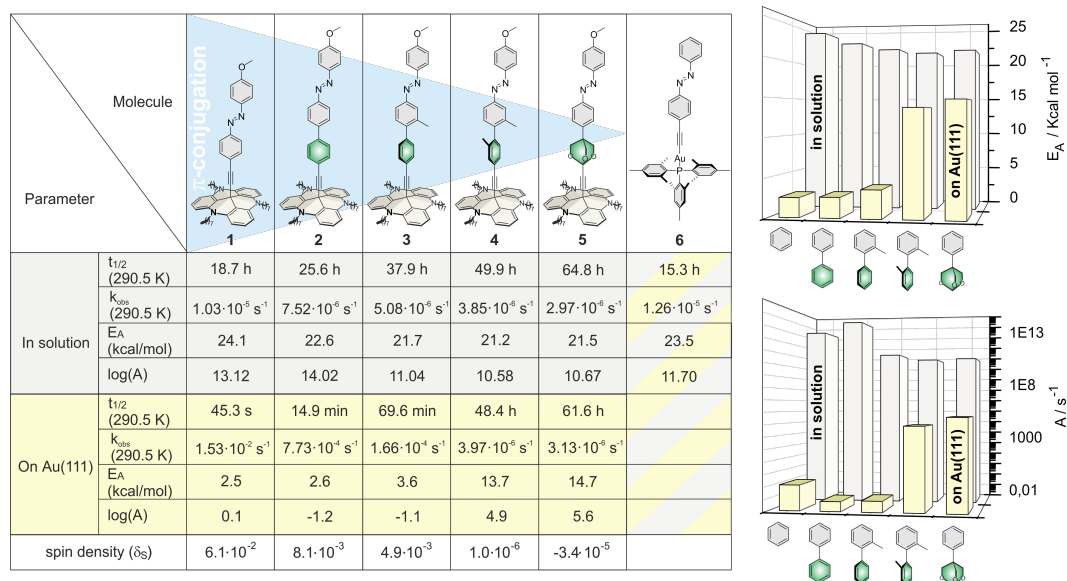 π-conjugation
Molecule
Parameter
1 2 3 4 5 6
In solution
t1/2 (290.5 K) 18.7 h 25.6 h 37.9 h 49.9 h 64.8 h 15.3 h
kobs (290.5 K) 1.03·10⁻⁵ s⁻¹ 7.52·10⁻⁶ s⁻¹ 5.08·10⁻⁶ s⁻¹ 3.85·10⁻⁶ s⁻¹ 2.97·10⁻⁶ s⁻¹ 1.26·10⁻⁵ s⁻¹
EA (kcal/mol) 24.1 22.6 21.7 21.2 21.5 23.5
log(A) 13.12 14.02 11.04 10.58 10.67 11.70
On Au(111)
t1/2 (290.5 K) 45.3 s 14.9 min 69.6 min 48.4 h 61.6 h
kobs (290.5 K) 1.53·10⁻² s⁻¹ 7.73·10⁻⁴ s⁻¹ 1.66·10⁻⁴ s⁻¹ 3.97·10⁻⁶ s⁻¹ 3.13·10⁻⁶ s⁻¹
EA (kcal/mol) 2.5 2.6 3.6 13.7 14.7
log(A) 0.1 -1.2 -1.1 4.9 5.6
spin density (δS) 6.1·10⁻² 8.1·10⁻³ 4.9·10⁻³ 1.0·10⁻⁶ -3.4·10⁻⁵
in solution
on Au(111)
25
20
15
10
5
0
EA / Kcal mol⁻¹
in solution
on Au(111)
1E13
1E8
1000
0,01
A / s⁻¹